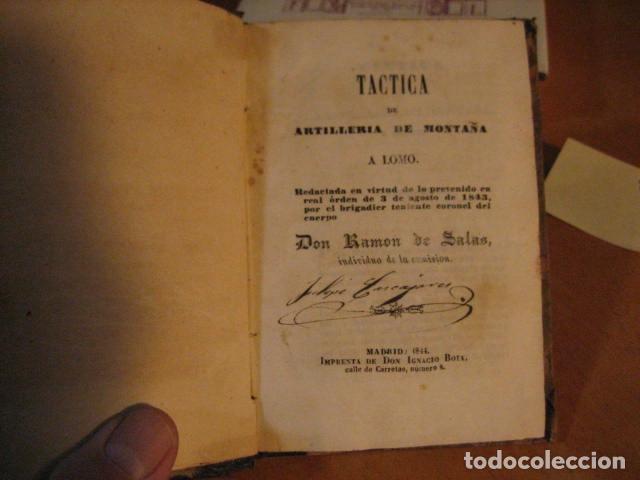 TACTICA
DE
ARTILLERIA DE MONTAÑA
A LOMO.
Redactada en virtud de lo prevenido en
real órden de 3 de agosto de 1843,
por el brigadier teniente coronel del
cuerpo
Don Ramon de Salas,
individuo de la comision.
Felipe Carcajares
MADRID: 1844.
IMPRENTA DE DON IGNACIO BOIX,
calle de Carretas, número 8.
todocoleccion